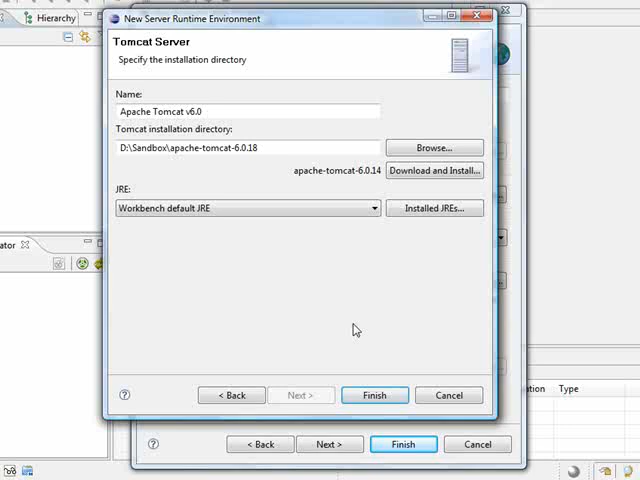 Hierarchy
New Server Runtime Environment
Tomcat Server
Specify the installation directory
Name:
Apache Tomcat v6.0
Tomcat installation directory:
D:\Sandbox\apache-tomcat-6.0.18
Browse...
apache-tomcat-6.0.14
Download and Install...
JRE:
Workbench default JRE
Installed JREs...
ator
ation
Type
?
< Back
Next >
Finish
Cancel
?
< Back
Next >
Finish
Cancel